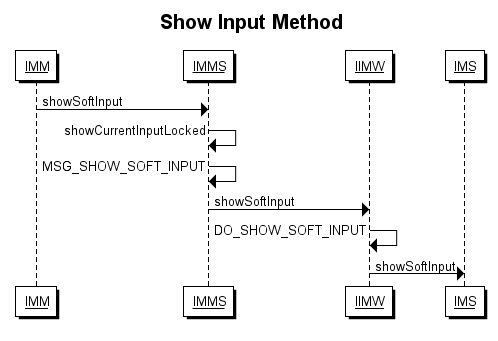 Show Input Method
IMM IMMS IIMW IMS
showSoftInput
showCurrentInputLocked
MSG_SHOW_SOFT_INPUT
showSoftInput
DO_SHOW_SOFT_INPUT
showSoftInput
IMM IMMS IIMW IMS